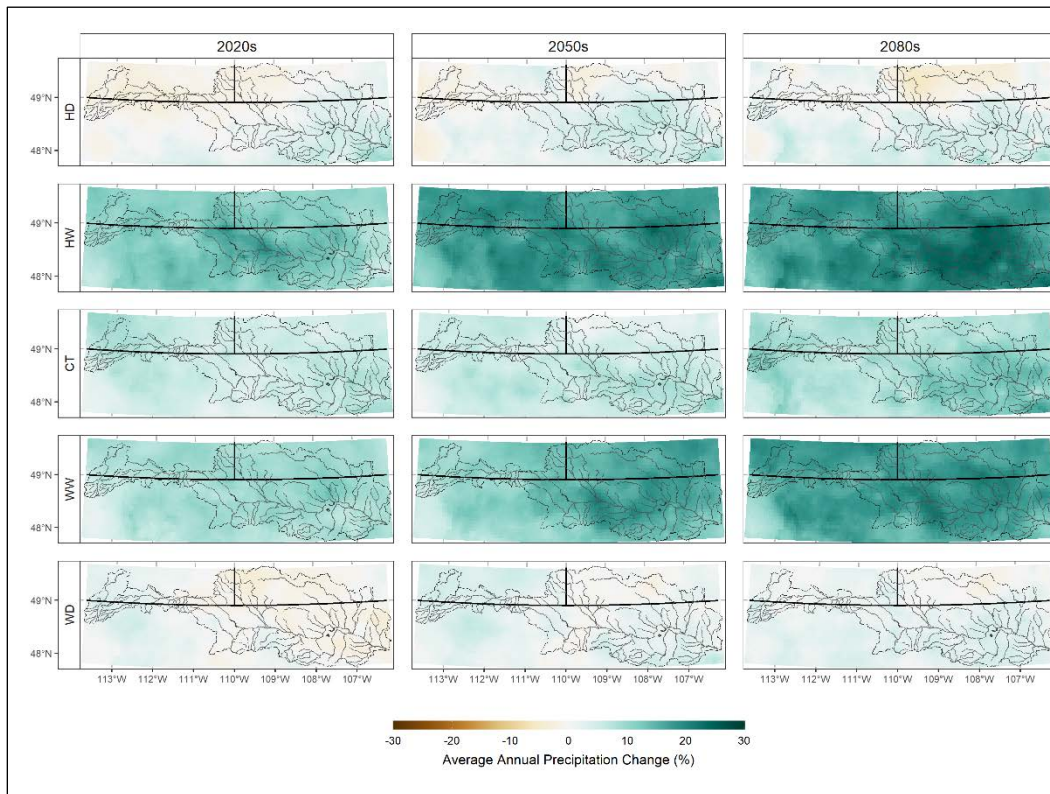 2020s
2050s
2080s
HD
49°N
48°N
HW
49°N
48°N
CT
49°N
48°N
WW
49°N
48°N
WD
49°N
48°N
113°W 112°W 111°W 110°W 109°W 108°W 107°W
113°W 112°W 111°W 110°W 109°W 108°W 107°W
113°W 112°W 111°W 110°W 109°W 108°W 107°W
-30 -20 -10 0 10 20 30
Average Annual Precipitation Change (%)